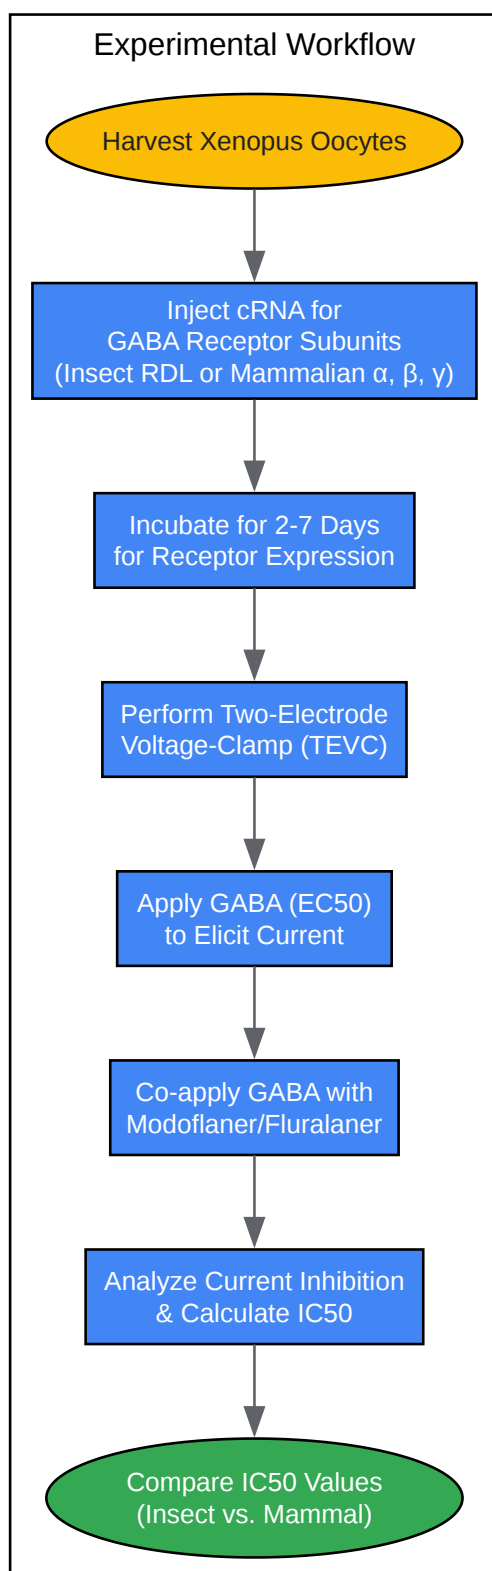 Experimental Workflow
Harvest Xenopus Oocytes
Inject cRNA for
GABA Receptor Subunits
(Insect RDL or Mammalian α, β, γ)
Incubate for 2-7 Days
for Receptor Expression
Perform Two-Electrode
Voltage-Clamp (TEVC)
Apply GABA (EC50)
to Elicit Current
Co-apply GABA with
Modoflaner/Fluralaner
Analyze Current Inhibition
& Calculate IC50
Compare IC50 Values
(Insect vs. Mammal)